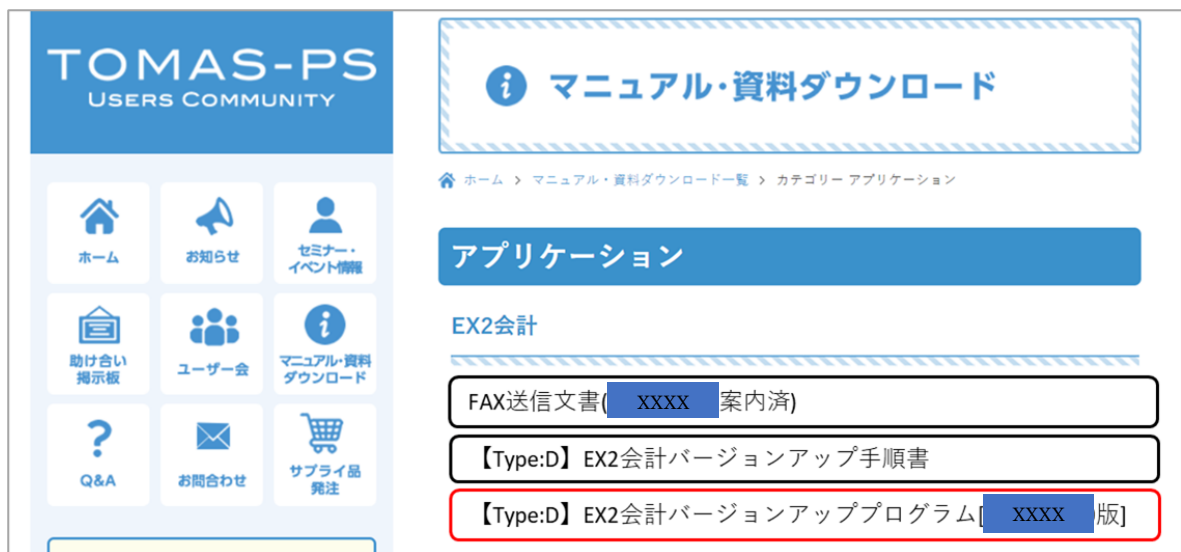 TOMAS-PS
USERS COMMUNITY
ホーム
お知らせ
セミナー・
イベント情報
助け合い
掲示板
ユーザー会
マニュアル・資料
ダウンロード
Q&A
お問合わせ
サプライ品
発注
マニュアル・資料ダウンロード
ホーム > マニュアル・資料ダウンロード一覧 > カテゴリー アプリケーション
アプリケーション
EX2会計
FAX送信文書( XXXX 案内済)
【Type:D】EX2会計バージョンアップ手順書
【Type:D】EX2会計バージョンアッププログラム[ XXXX 版]